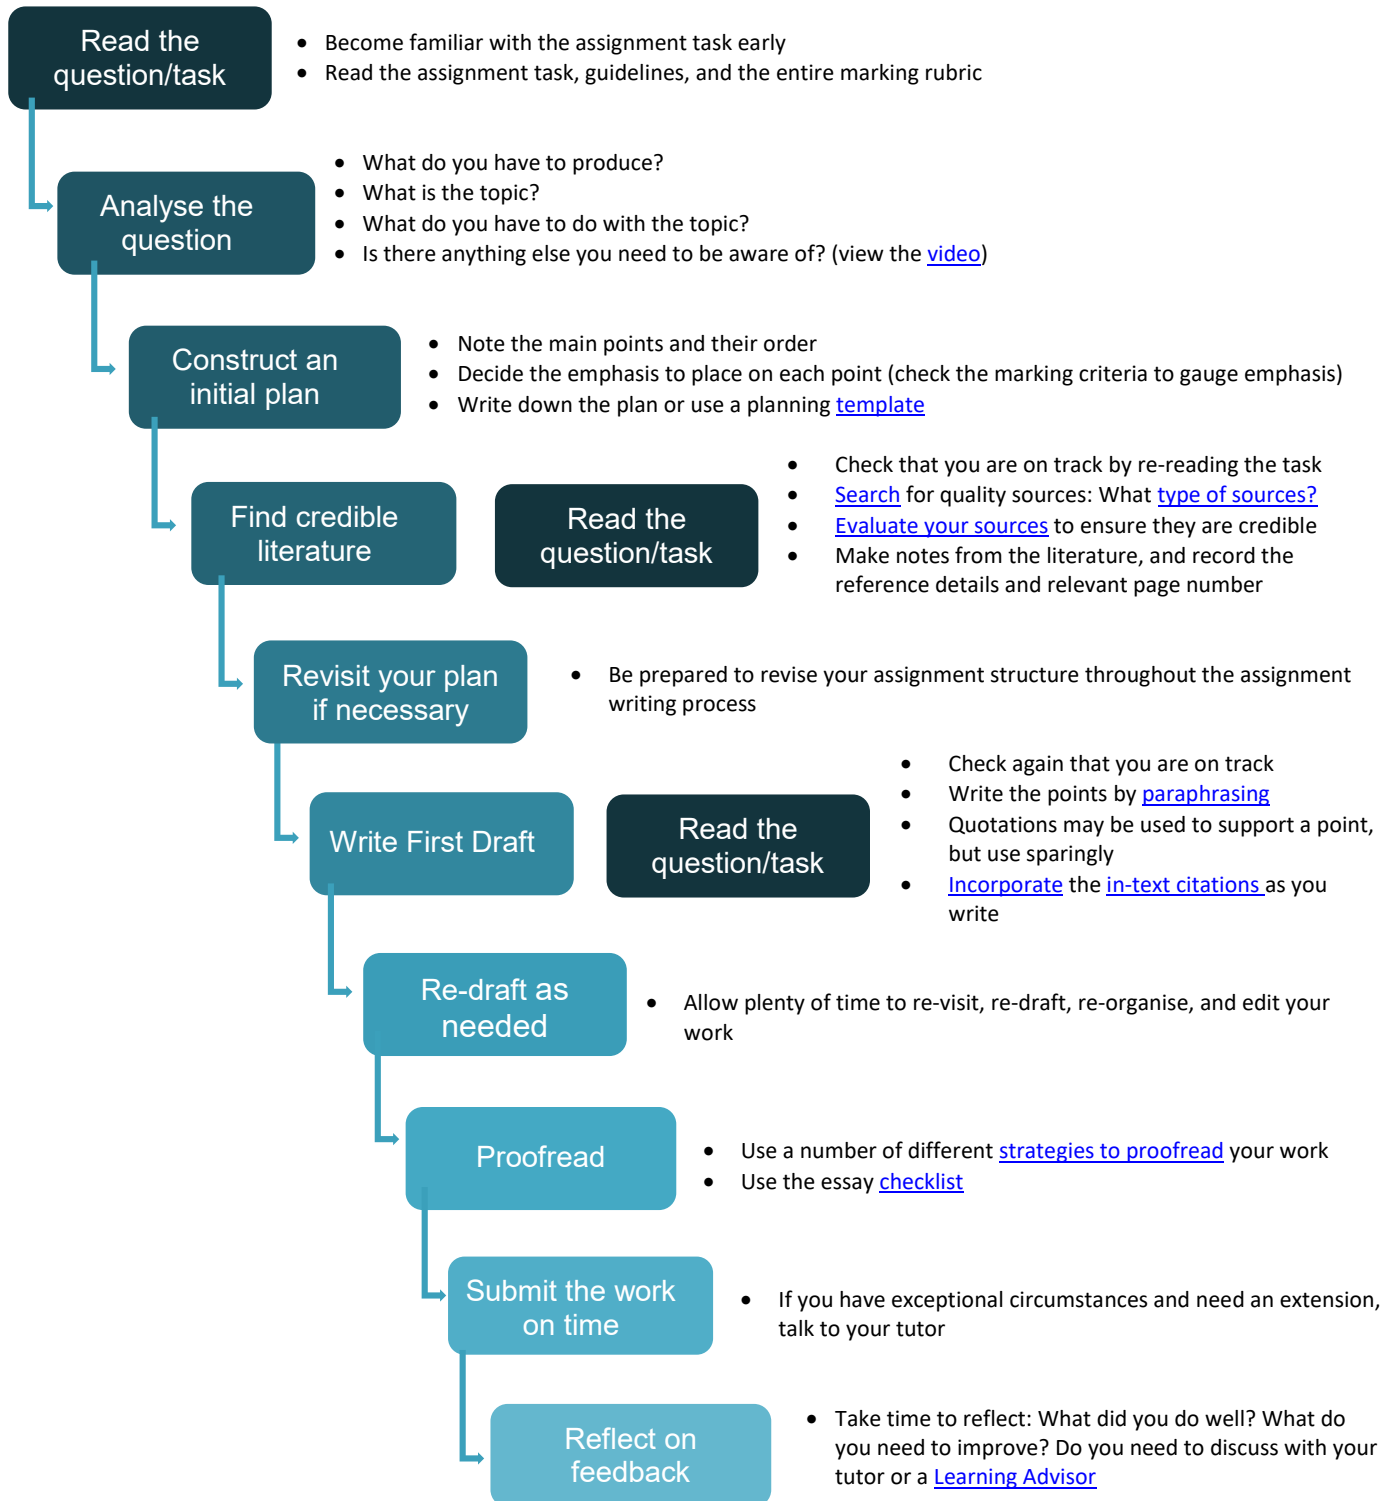 Read the
question/task
• Become familiar with the assignment task early
• Read the assignment task, guidelines, and the entire marking rubric
Analyse the
question
• What do you have to produce?
• What is the topic?
• What do you have to do with the topic?
• Is there anything else you need to be aware of? (view the video)
Construct an
initial plan
• Note the main points and their order
• Decide the emphasis to place on each point (check the marking criteria to gauge emphasis)
• Write down the plan or use a planning template
Find credible
literature
Read the
question/task
• Check that you are on track by re-reading the task
• Search for quality sources: What type of sources?
• Evaluate your sources to ensure they are credible
• Make notes from the literature, and record the
reference details and relevant page number
Revisit your plan
if necessary
• Be prepared to revise your assignment structure throughout the assignment
writing process
Write First Draft
Read the
question/task
• Check again that you are on track
• Write the points by paraphrasing
• Quotations may be used to support a point,
but use sparingly
• Incorporate the in-text citations as you
write
Re-draft as
needed
• Allow plenty of time to re-visit, re-draft, re-organise, and edit your
work
Proofread
• Use a number of different strategies to proofread your work
• Use the essay checklist
Submit the work
on time
• If you have exceptional circumstances and need an extension,
talk to your tutor
Reflect on
feedback
• Take time to reflect: What did you do well? What do
you need to improve? Do you need to discuss with your
tutor or a Learning Advisor